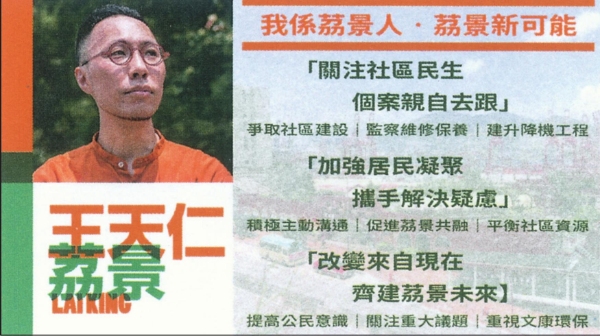 我係荔景人·荔景新可能
「關注社區民生
個案親自去跟」
爭取社區建設|監察維修保養|建升降機工程
「加強居民凝聚
攜手解決疑慮」
積極主動溝通|促進荔景共融|平衡社區資源
「改變來自現在
齊建荔景未來】
提高公民意識|關注重大議題|重視文康環保
王天仁
荔景
LAI KING